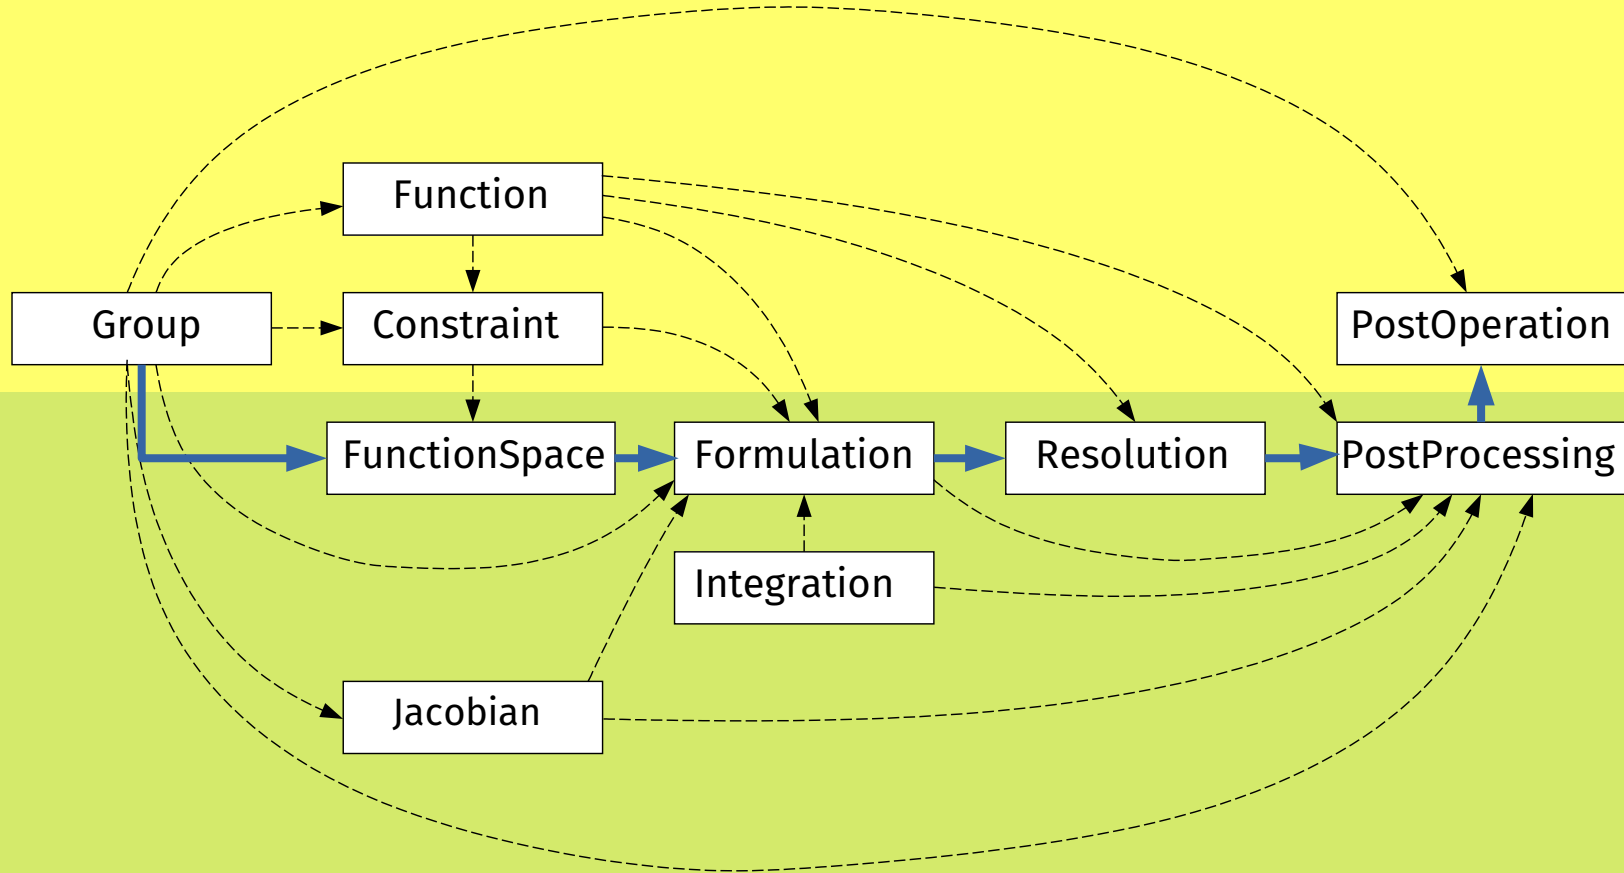 Function
Group
Constraint
PostOperation
FunctionSpace
Formulation
Resolution
PostProcessing
Integration
Jacobian